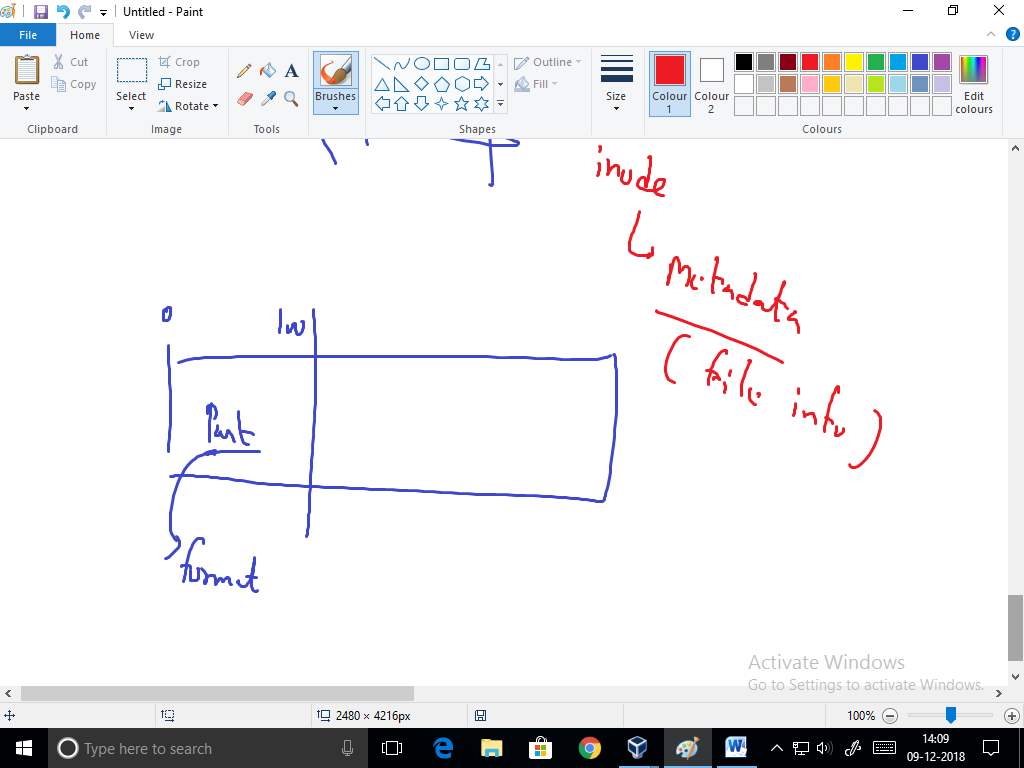 Untitled - Paint
File
Home
View
Paste
Cut
Copy
Clipboard
Select
Crop
Resize
Rotate
Image
Tools
Brushes
Shapes
Outline
Fill
Size
Colour 1
Colour 2
Edit colours
Colours
inode
Metadata
(file info)
0
100
Part
format
Activate Windows
Go to Settings to activate Windows.
2480 × 4216px
100%
Type here to search
14:09
09-12-2018